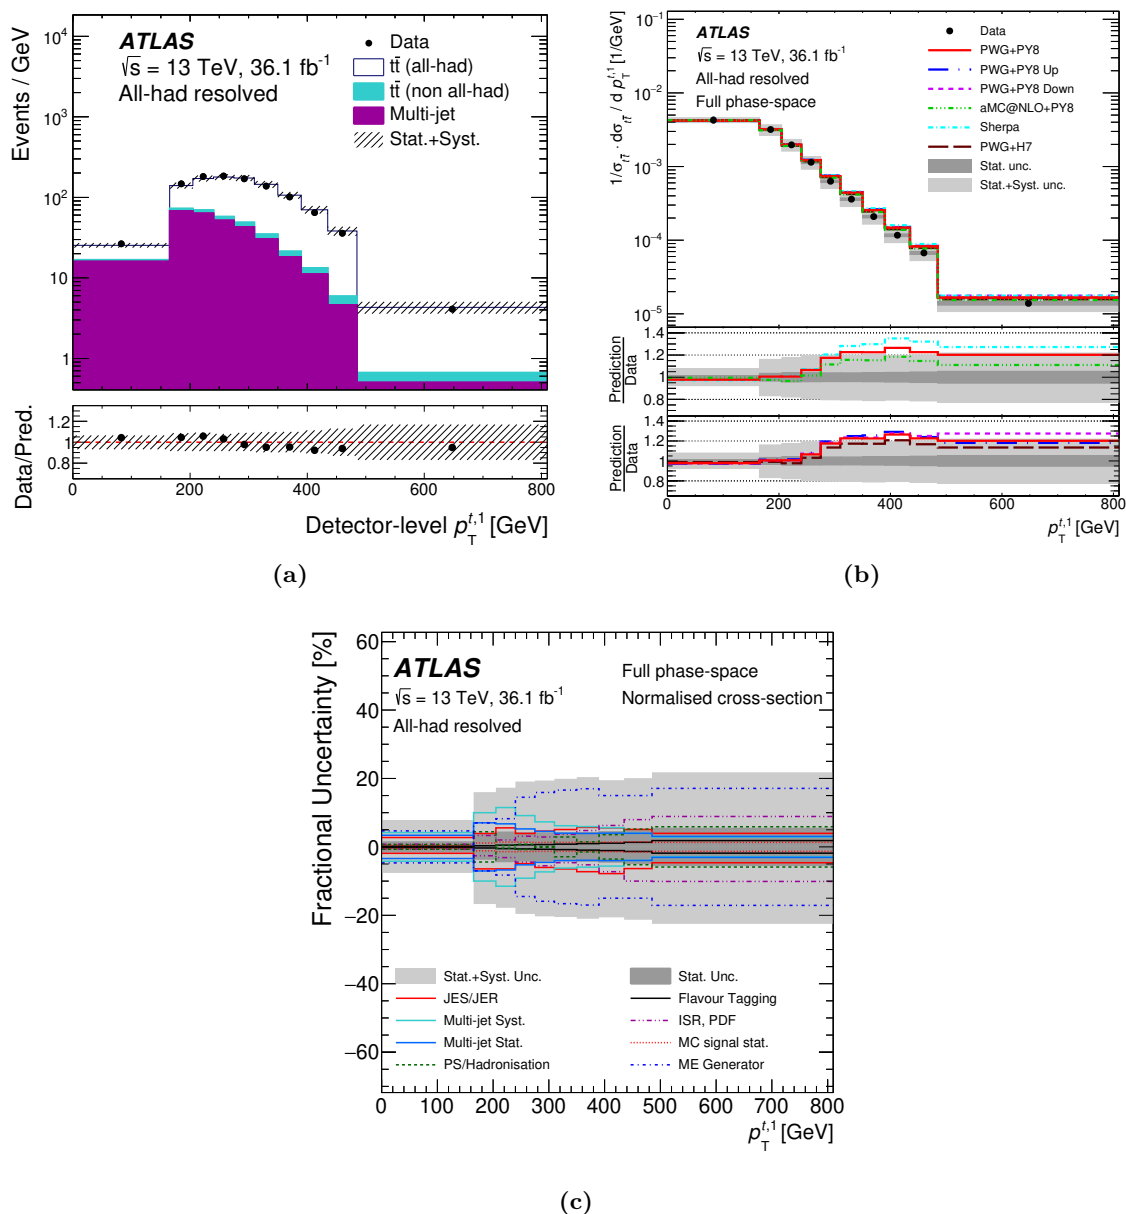 ATLAS
√s = 13 TeV, 36.1 fb⁻¹
All-had resolved
Data
tt̄ (all-had)
tt̄ (non all-had)
Multi-jet
Stat.+Syst.
Events / GeV
10⁴
10³
10²
10
1
Data/Pred.
1.2
1
0.8
0 200 400 600 800
Detector-level p_T^{t,1} [GeV]
(a)
ATLAS
√s = 13 TeV, 36.1 fb⁻¹
All-had resolved
Full phase-space
Data
PWG+PY8
PWG+PY8 Up
PWG+PY8 Down
aMC@NLO+PY8
Sherpa
PWG+H7
Stat. unc.
Stat.+Syst. unc.
1/σ_{tt̄} · dσ_{tt̄} / d p_T^{t,1} [1/GeV]
10⁻¹
10⁻²
10⁻³
10⁻⁴
10⁻⁵
Prediction
Data
1.4
1.2
1
0.8
Prediction
Data
1.4
1.2
1
0.8
0 200 400 600 800
p_T^{t,1} [GeV]
(b)
ATLAS
√s = 13 TeV, 36.1 fb⁻¹
All-had resolved
Full phase-space
Normalised cross-section
Fractional Uncertainty [%]
60
40
20
0
−20
−40
−60
Stat.+Syst. Unc.
JES/JER
Multi-jet Syst.
Multi-jet Stat.
PS/Hadronisation
Stat. Unc.
Flavour Tagging
ISR, PDF
MC signal stat.
ME Generator
0 100 200 300 400 500 600 700 800
p_T^{t,1} [GeV]
(c)